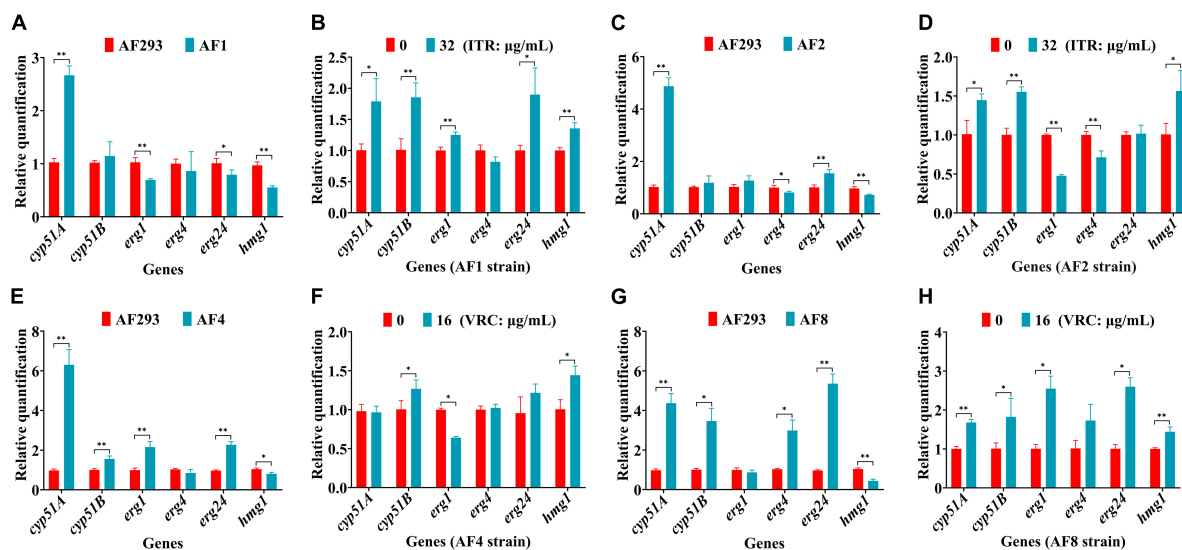 A
AF293 AF1
Relative quantification
3
2
1
0
** ** * **
cyp51A cyp51B erg1 erg4 erg24 hmg1
Genes
B
0 32 (ITR: μg/mL)
Relative quantification
2.5
2.0
1.5
1.0
0.5
0.0
* ** ** * **
cyp51A cyp51B erg1 erg4 erg24 hmg1
Genes (AF1 strain)
C
AF293 AF2
Relative quantification
6
4
2
0
** * ** **
cyp51A cyp51B erg1 erg4 erg24 hmg1
Genes
D
0 32 (ITR: μg/mL)
Relative quantification
2.0
1.5
1.0
0.5
0.0
* ** ** ** *
cyp51A cyp51B erg1 erg4 erg24 hmg1
Genes (AF2 strain)
E
AF293 AF4
Relative quantification
8
6
4
2
0
** ** ** ** *
cyp51A cyp51B erg1 erg4 erg24 hmg1
Genes
F
0 16 (VRC: μg/mL)
Relative quantification
2.0
1.5
1.0
0.5
0.0
* * *
cyp51A cyp51B erg1 erg4 erg24 hmg1
Genes (AF4 strain)
G
AF293 AF8
Relative quantification
8
6
4
2
0
** * * ** **
cyp51A cyp51B erg1 erg4 erg24 hmg1
Genes
H
0 16 (VRC: μg/mL)
Relative quantification
4
3
2
1
0
** * * * **
cyp51A cyp51B erg1 erg4 erg24 hmg1
Genes (AF8 strain)